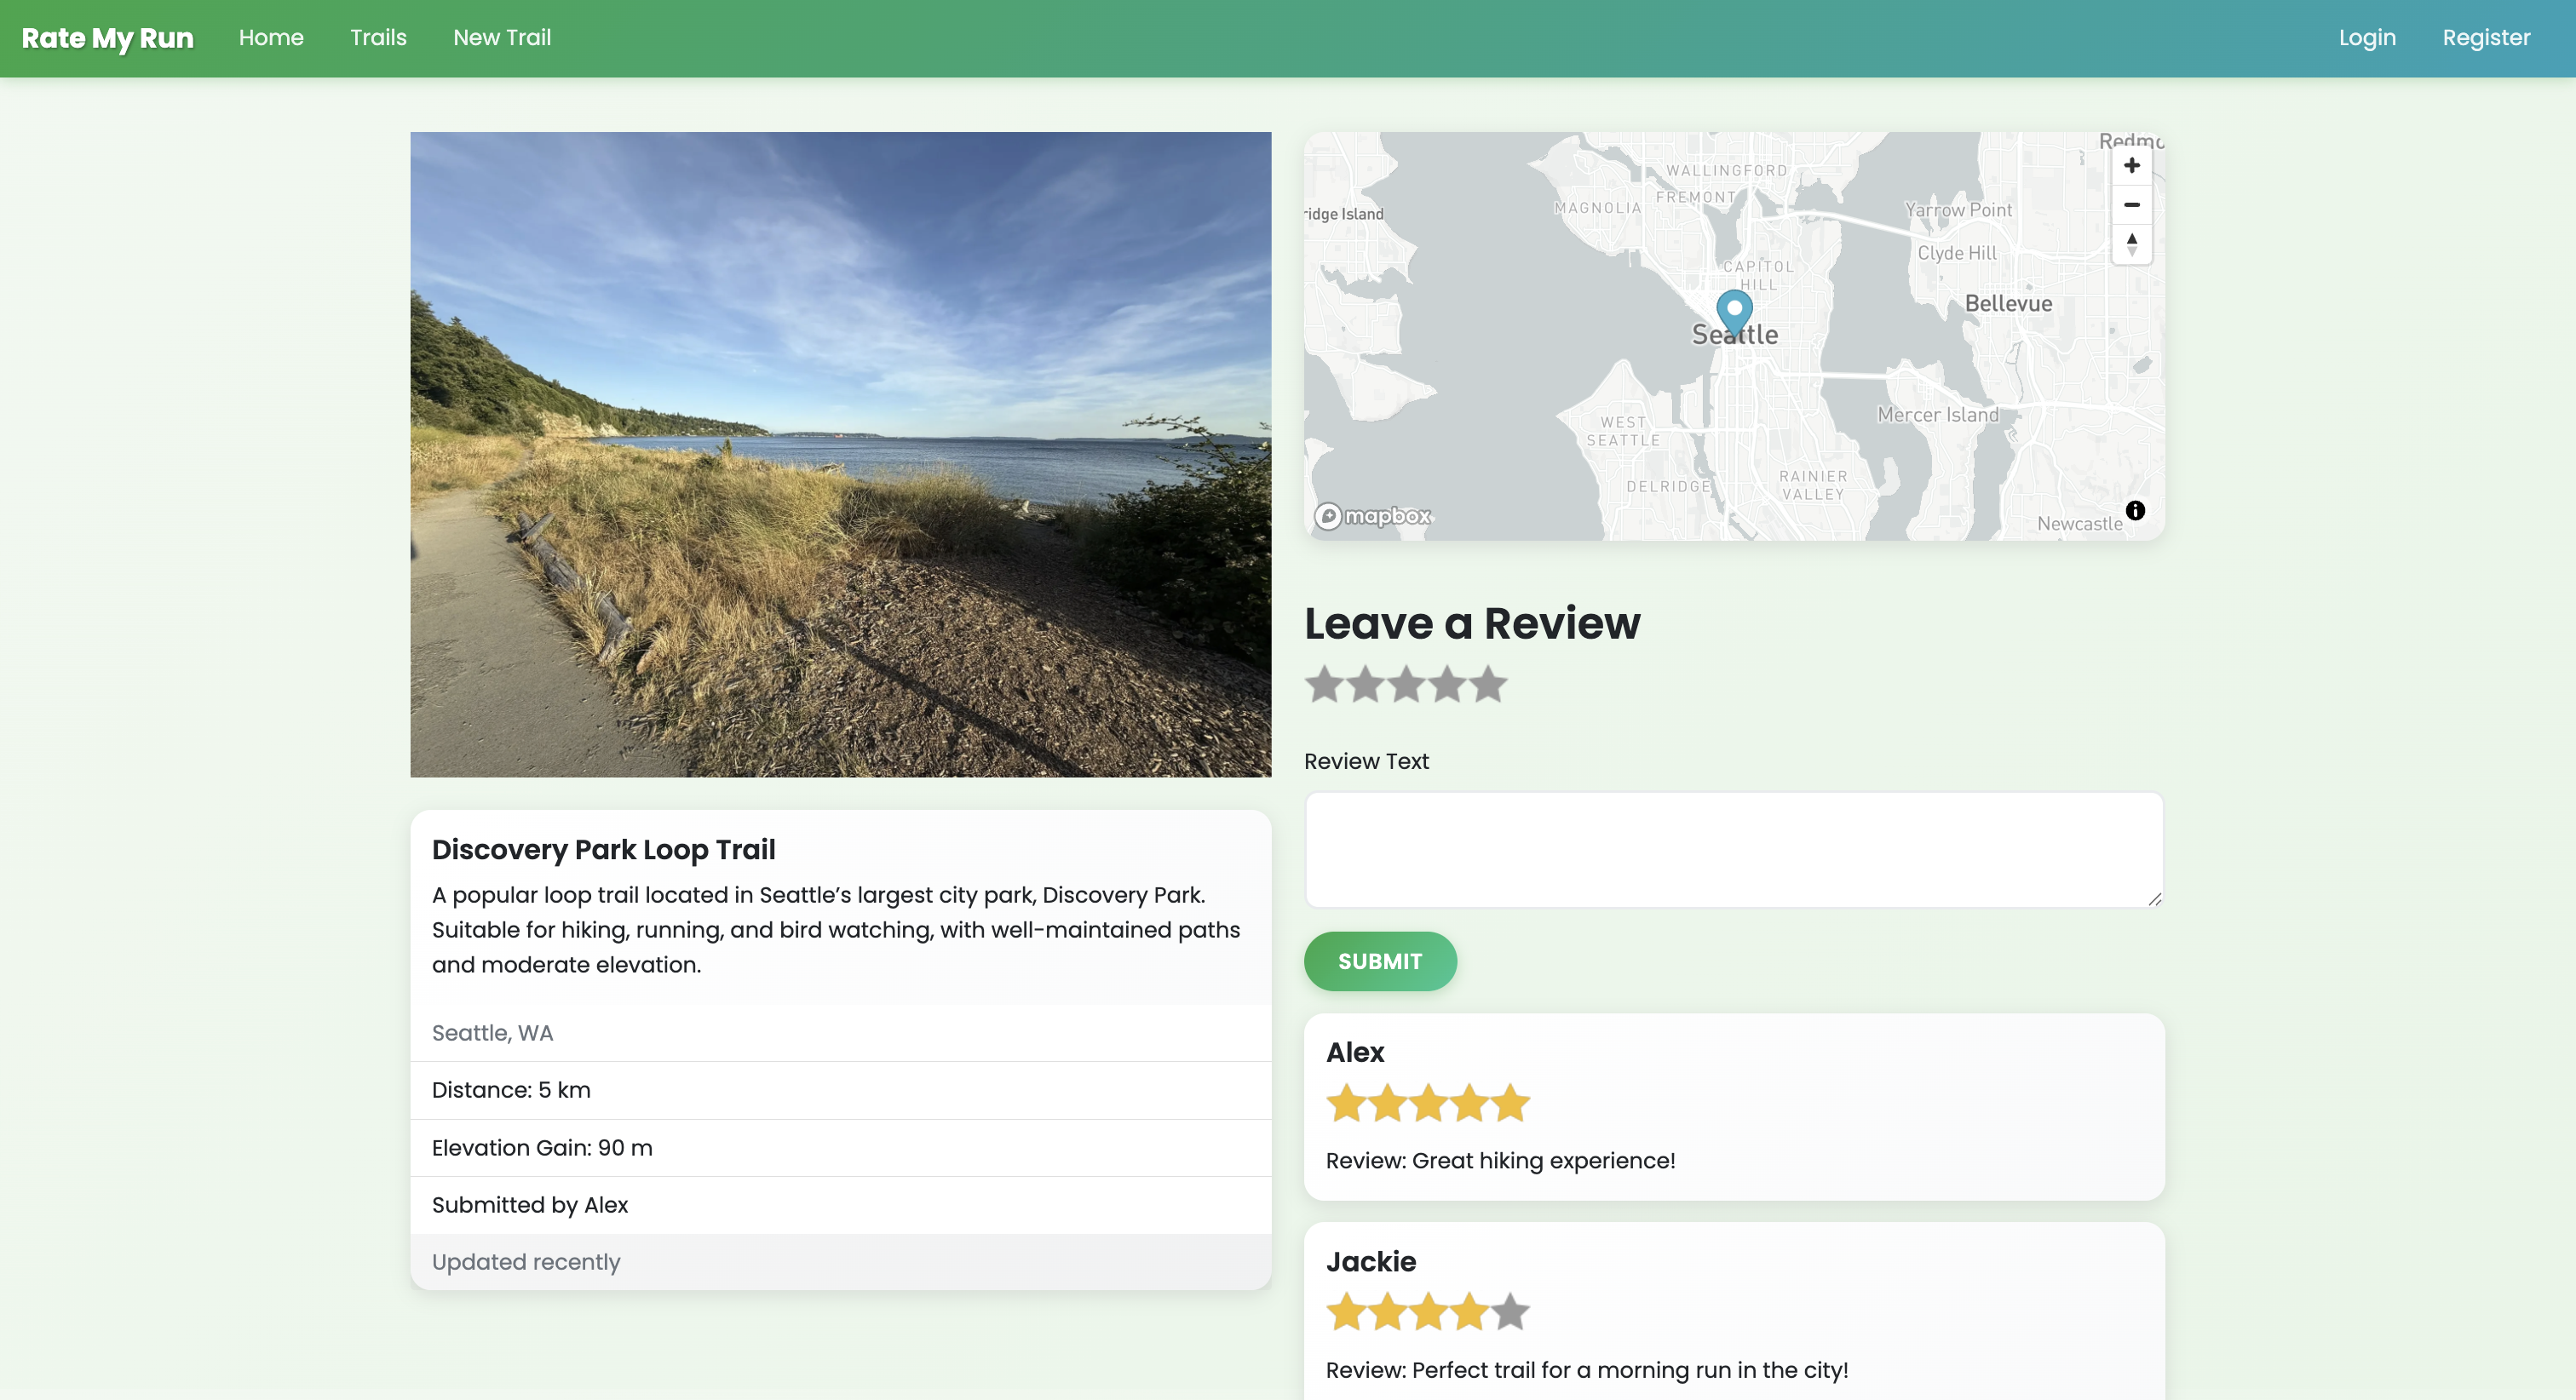 Rate My Run
Home
Trails
New Trail
Login
Register
Redmo
WALLINGFORD
FREMONT
MAGNOLIA
ridge Island
Yarrow Point
Clyde Hill
CAPITOL
HILL
Bellevue
Seattle
Mercer Island
WEST
SEATTLE
RAINIER
VALLEY
DELRIDGE
mapbox
Newcastle
Discovery Park Loop Trail
A popular loop trail located in Seattle’s largest city park, Discovery Park.
Suitable for hiking, running, and bird watching, with well-maintained paths
and moderate elevation.
Seattle, WA
Distance: 5 km
Elevation Gain: 90 m
Submitted by Alex
Updated recently
Leave a Review
Review Text
SUBMIT
Alex
Review: Great hiking experience!
Jackie
Review: Perfect trail for a morning run in the city!